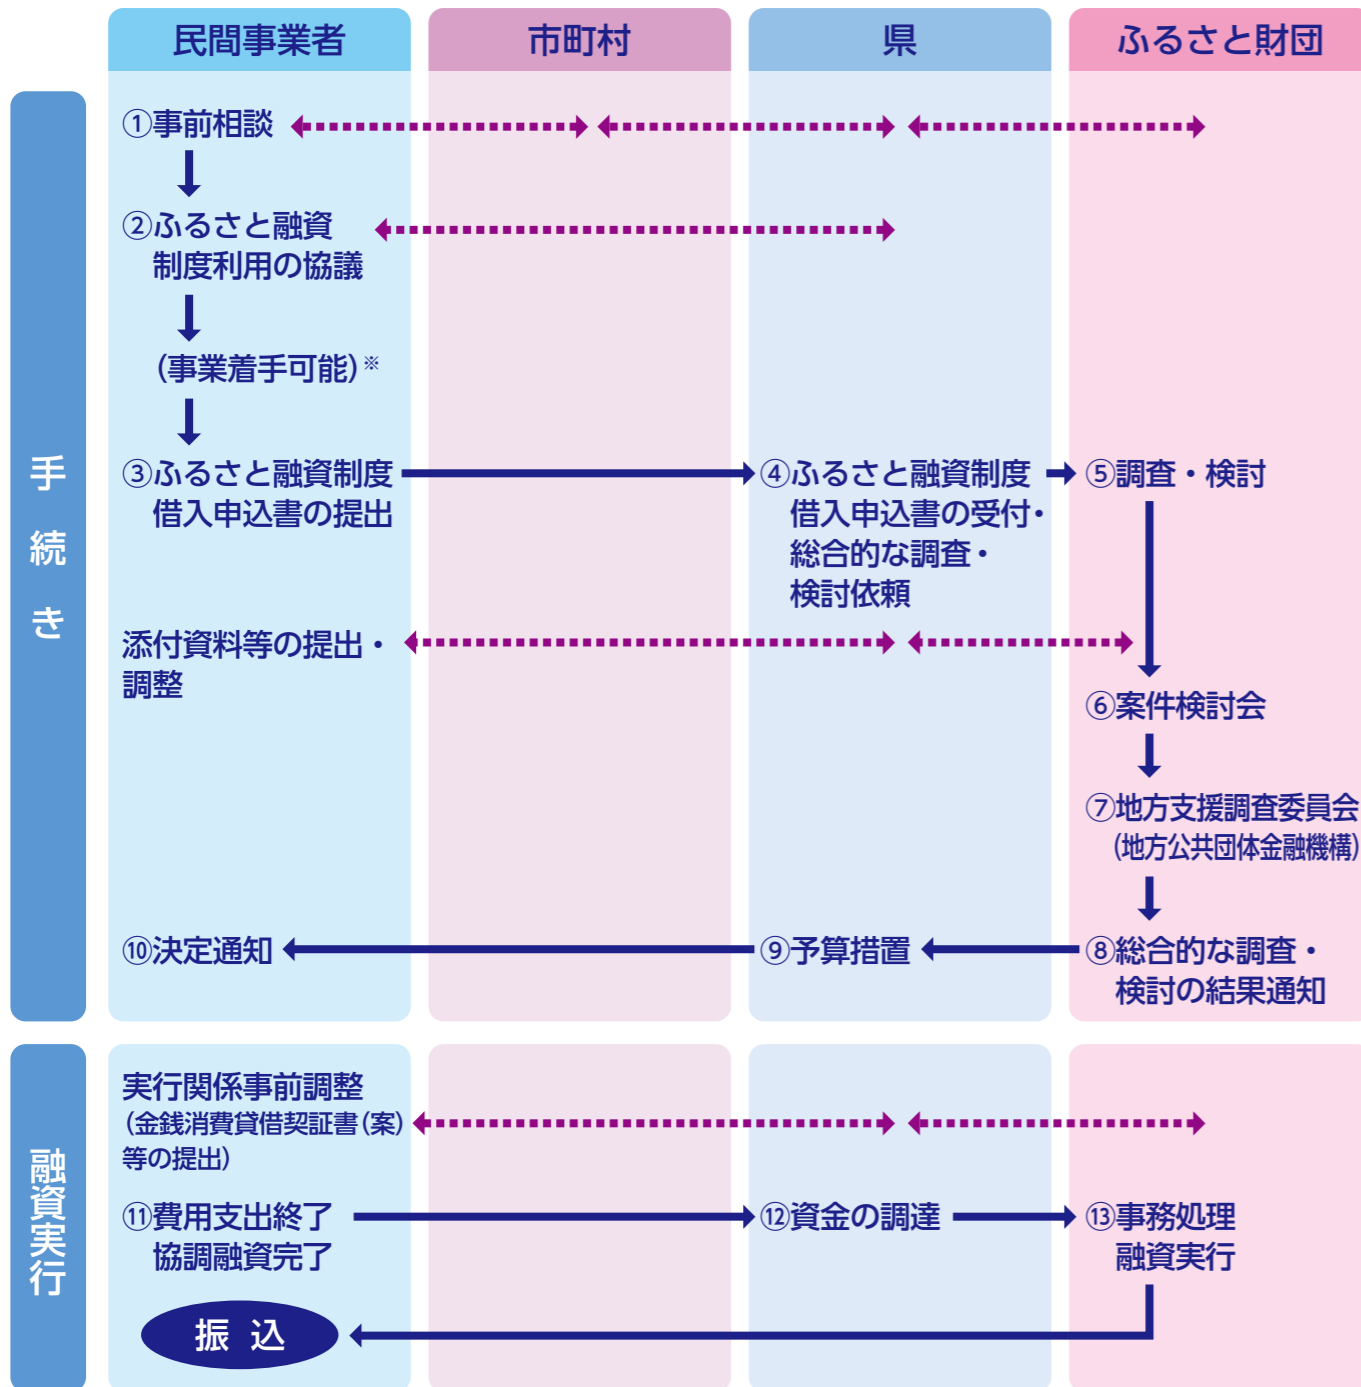 民間事業者
市町村
県
ふるさと財団
手続き
①事前相談
②ふるさと融資
制度利用の協議
(事業着手可能)※
③ふるさと融資制度
借入申込書の提出
④ふるさと融資制度
借入申込書の受付・
総合的な調査・
検討依頼
⑤調査・検討
添付資料等の提出・
調整
⑥案件検討会
⑦地方支援調査委員会
(地方公共団体金融機構)
⑧総合的な調査・
検討の結果通知
⑨予算措置
⑩決定通知
融資実行
実行関係事前調整
(金銭消費貸借契証書(案)
等の提出)
⑪費用支出終了
協調融資完了
⑫資金の調達
⑬事務処理
融資実行
振込